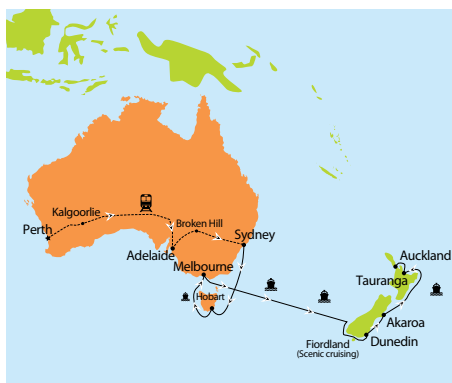 Kalgoorlie
Perth
Broken Hill
Sydney
Adelaide
Melbourne
Hobart
Auckland
Tauranga
Akaroa
Dunedin
Fiordland
(Scenic cruising)